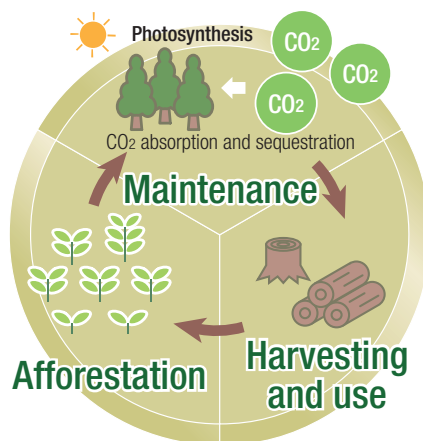 Photosynthesis
CO2
CO2
CO2
CO2 absorption and sequestration
Maintenance
Afforestation
Harvesting
and use